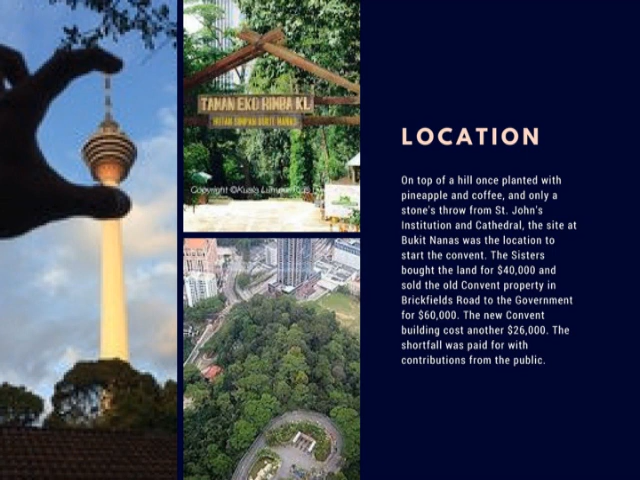 TAMAN EKO RIMBA KL
HUTAN SIMPAN BUKIT NANAS
Copyright ©Kuala Lumpur
LOCATION
On top of a hill once planted with
pineapple and coffee, and only a
stone's throw from St. John's
Institution and Cathedral, the site at
Bukit Nanas was the location to
start the convent. The Sisters
bought the land for $40,000 and
sold the old Convent property in
Brickfields Road to the Government
for $60,000. The new Convent
building cost another $26,000. The
shortfall was paid for with
contributions from the public.